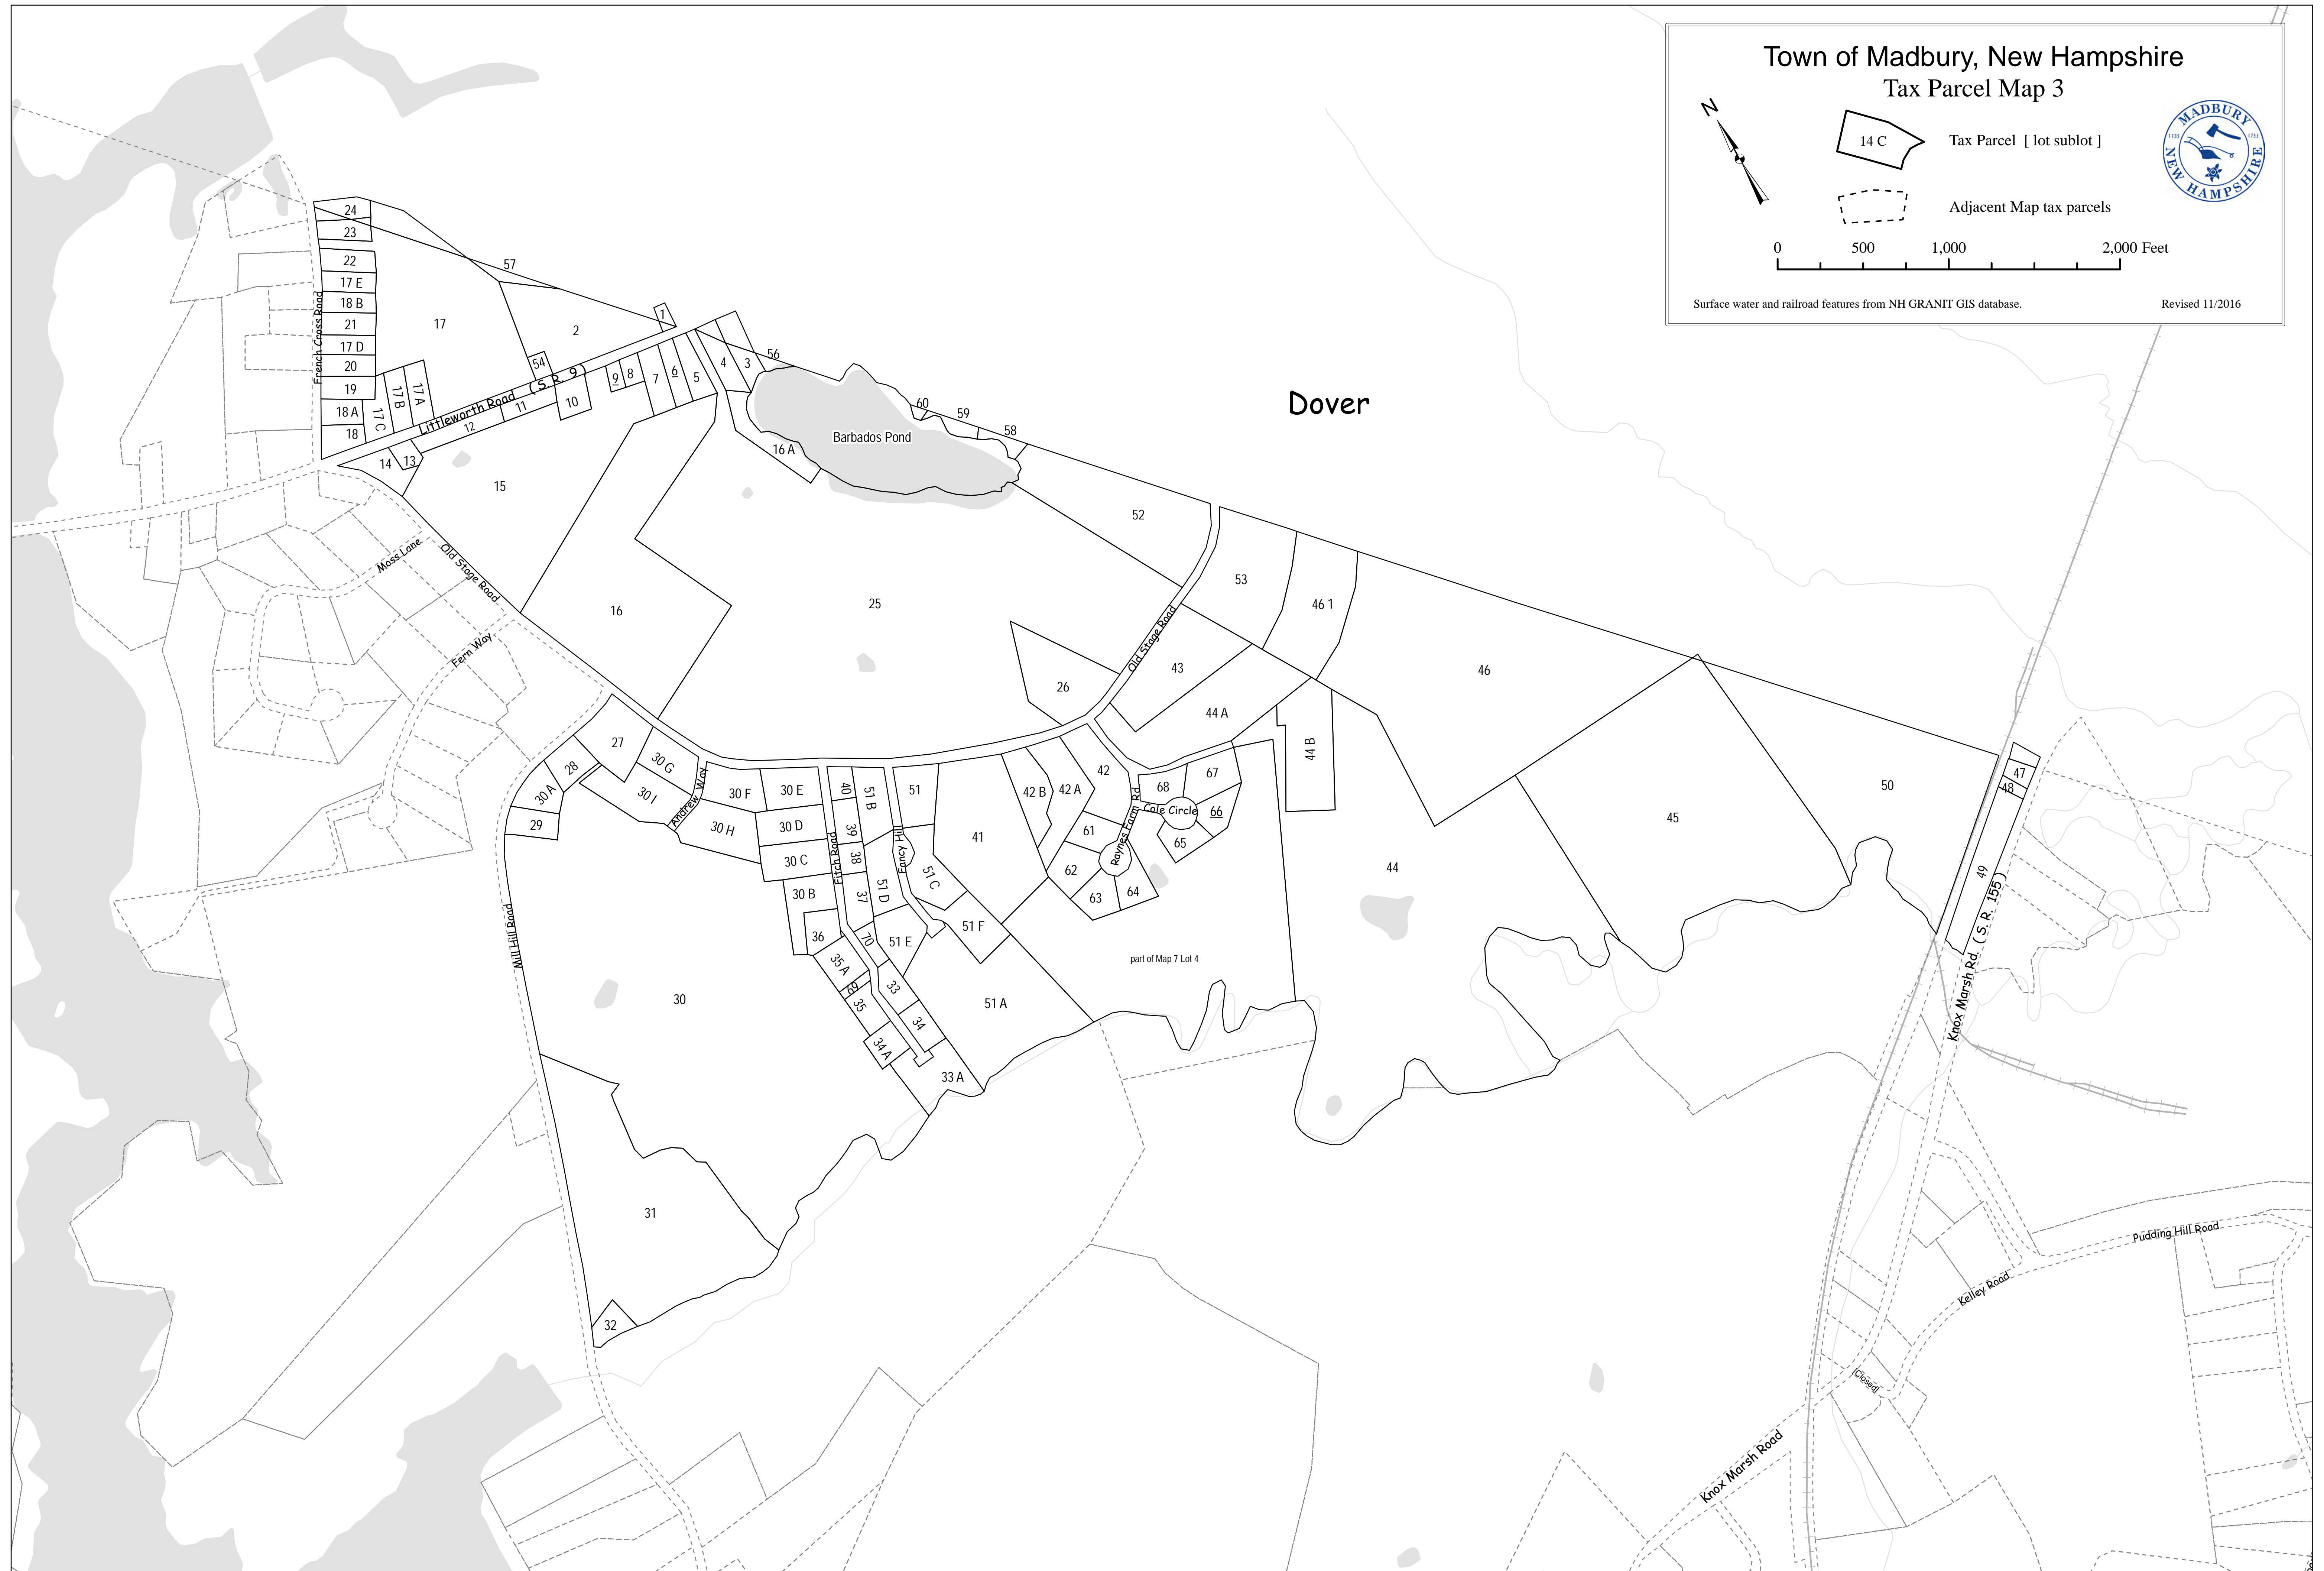 Town of Madbury, New Hampshire
Tax Parcel Map 3
N
14 C
Tax Parcel [ lot sublot ]
Adjacent Map tax parcels
MADBURY
1735
1755
NEW HAMPSHIRE
0 500 1,000 2,000 Feet
Surface water and railroad features from NH GRANIT GIS database.
Revised 11/2016
24
23
22
17 E
18 B
21
17 D
20
19
18 A
18
French Cross Road
17
17 A
17 B
17 C
57
2
1
54
Littleworth Road ( S. R. 9 )
9
8
7
6
5
4
3
56
10
11
12
13
14
15
16
16 A
Barbados Pond
60
59
58
Dover
52
53
46 1
46
25
26
Old Stage Road
43
44 A
44 B
Moss Lane
Old Stage Road
Fern Way
27
28
30 A
29
30 G
30 I
Andrew Way
30 F
30 H
30 E
30 D
30 C
30 B
36
Fitch Road
40
39
38
37
51 B
51
Fancy Hill
51 C
51 D
51 E
51 F
70
35 A
69
35
33
34
34 A
33 A
51 A
41
42 B
42 A
42
61
62
63
64
Raynes Farm Rd
68
67
Cole Circle
66
65
part of Map 7 Lot 4
44
45
50
47
48
49
Knox Marsh Rd. ( S. R. 155 )
Mill Hill Road
30
31
32
Pudding Hill Road
Kelley Road
(Closed)
Knox Marsh Road